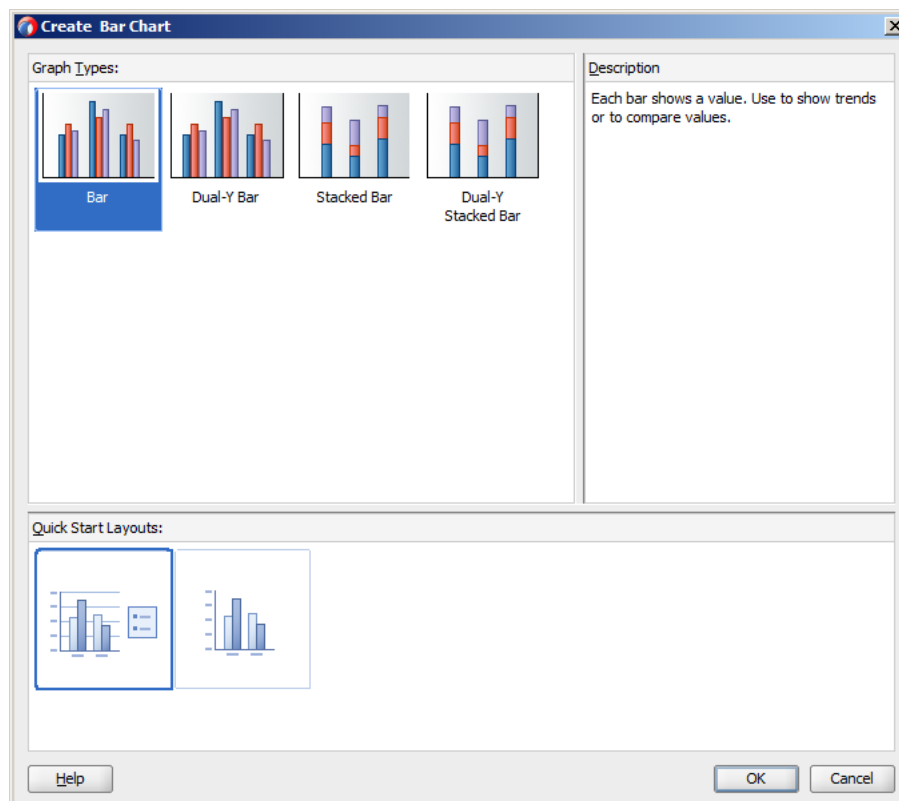 Create Bar Chart
Graph Types:
Bar
Dual-Y Bar
Stacked Bar
Dual-Y
Stacked Bar
Description
Each bar shows a value. Use to show trends
or to compare values.
Quick Start Layouts:
Help
OK
Cancel